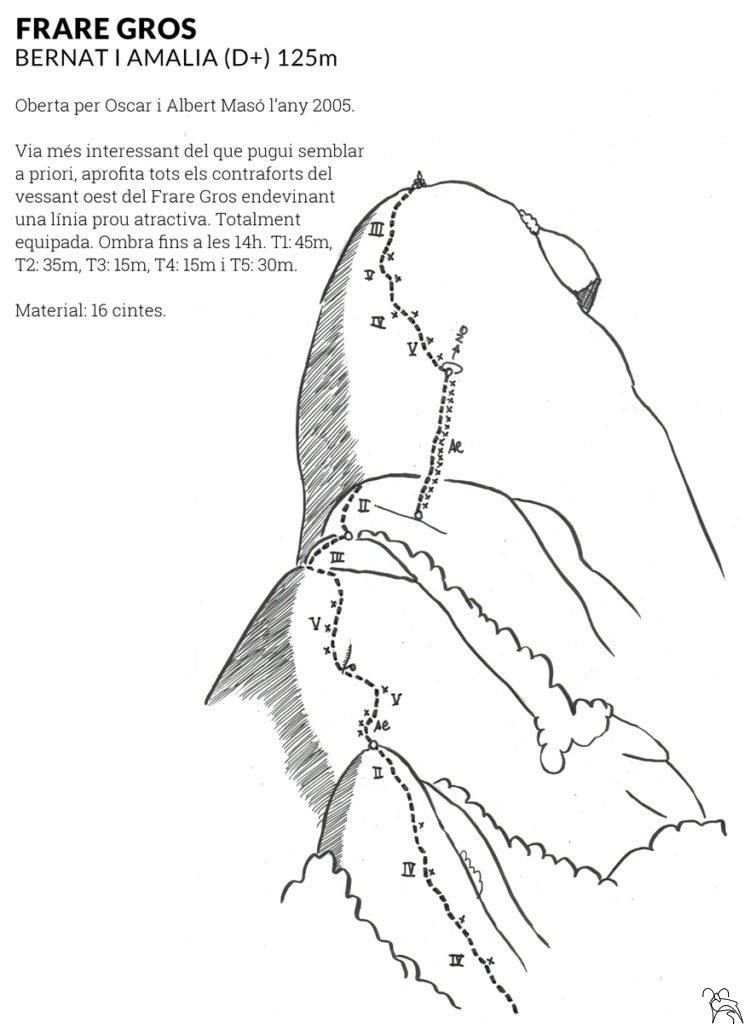 FRARE GROS
BERNAT I AMALIA (D+) 125m
Oberta per Oscar i Albert Masó l’any 2005.
Via més interessant del que pugui semblar
a priori, aprofita tots els contraforts del
vessant oest del Frare Gros endevinant
una línia prou atractiva. Totalment
equipada. Ombra fins a les 14h. T1: 45m,
T2: 35m, T3: 15m, T4: 15m i T5: 30m.
Material: 16 cintes.
III
V
IV
V
Ae
II
III
V
V
Ae
II
IV
IV